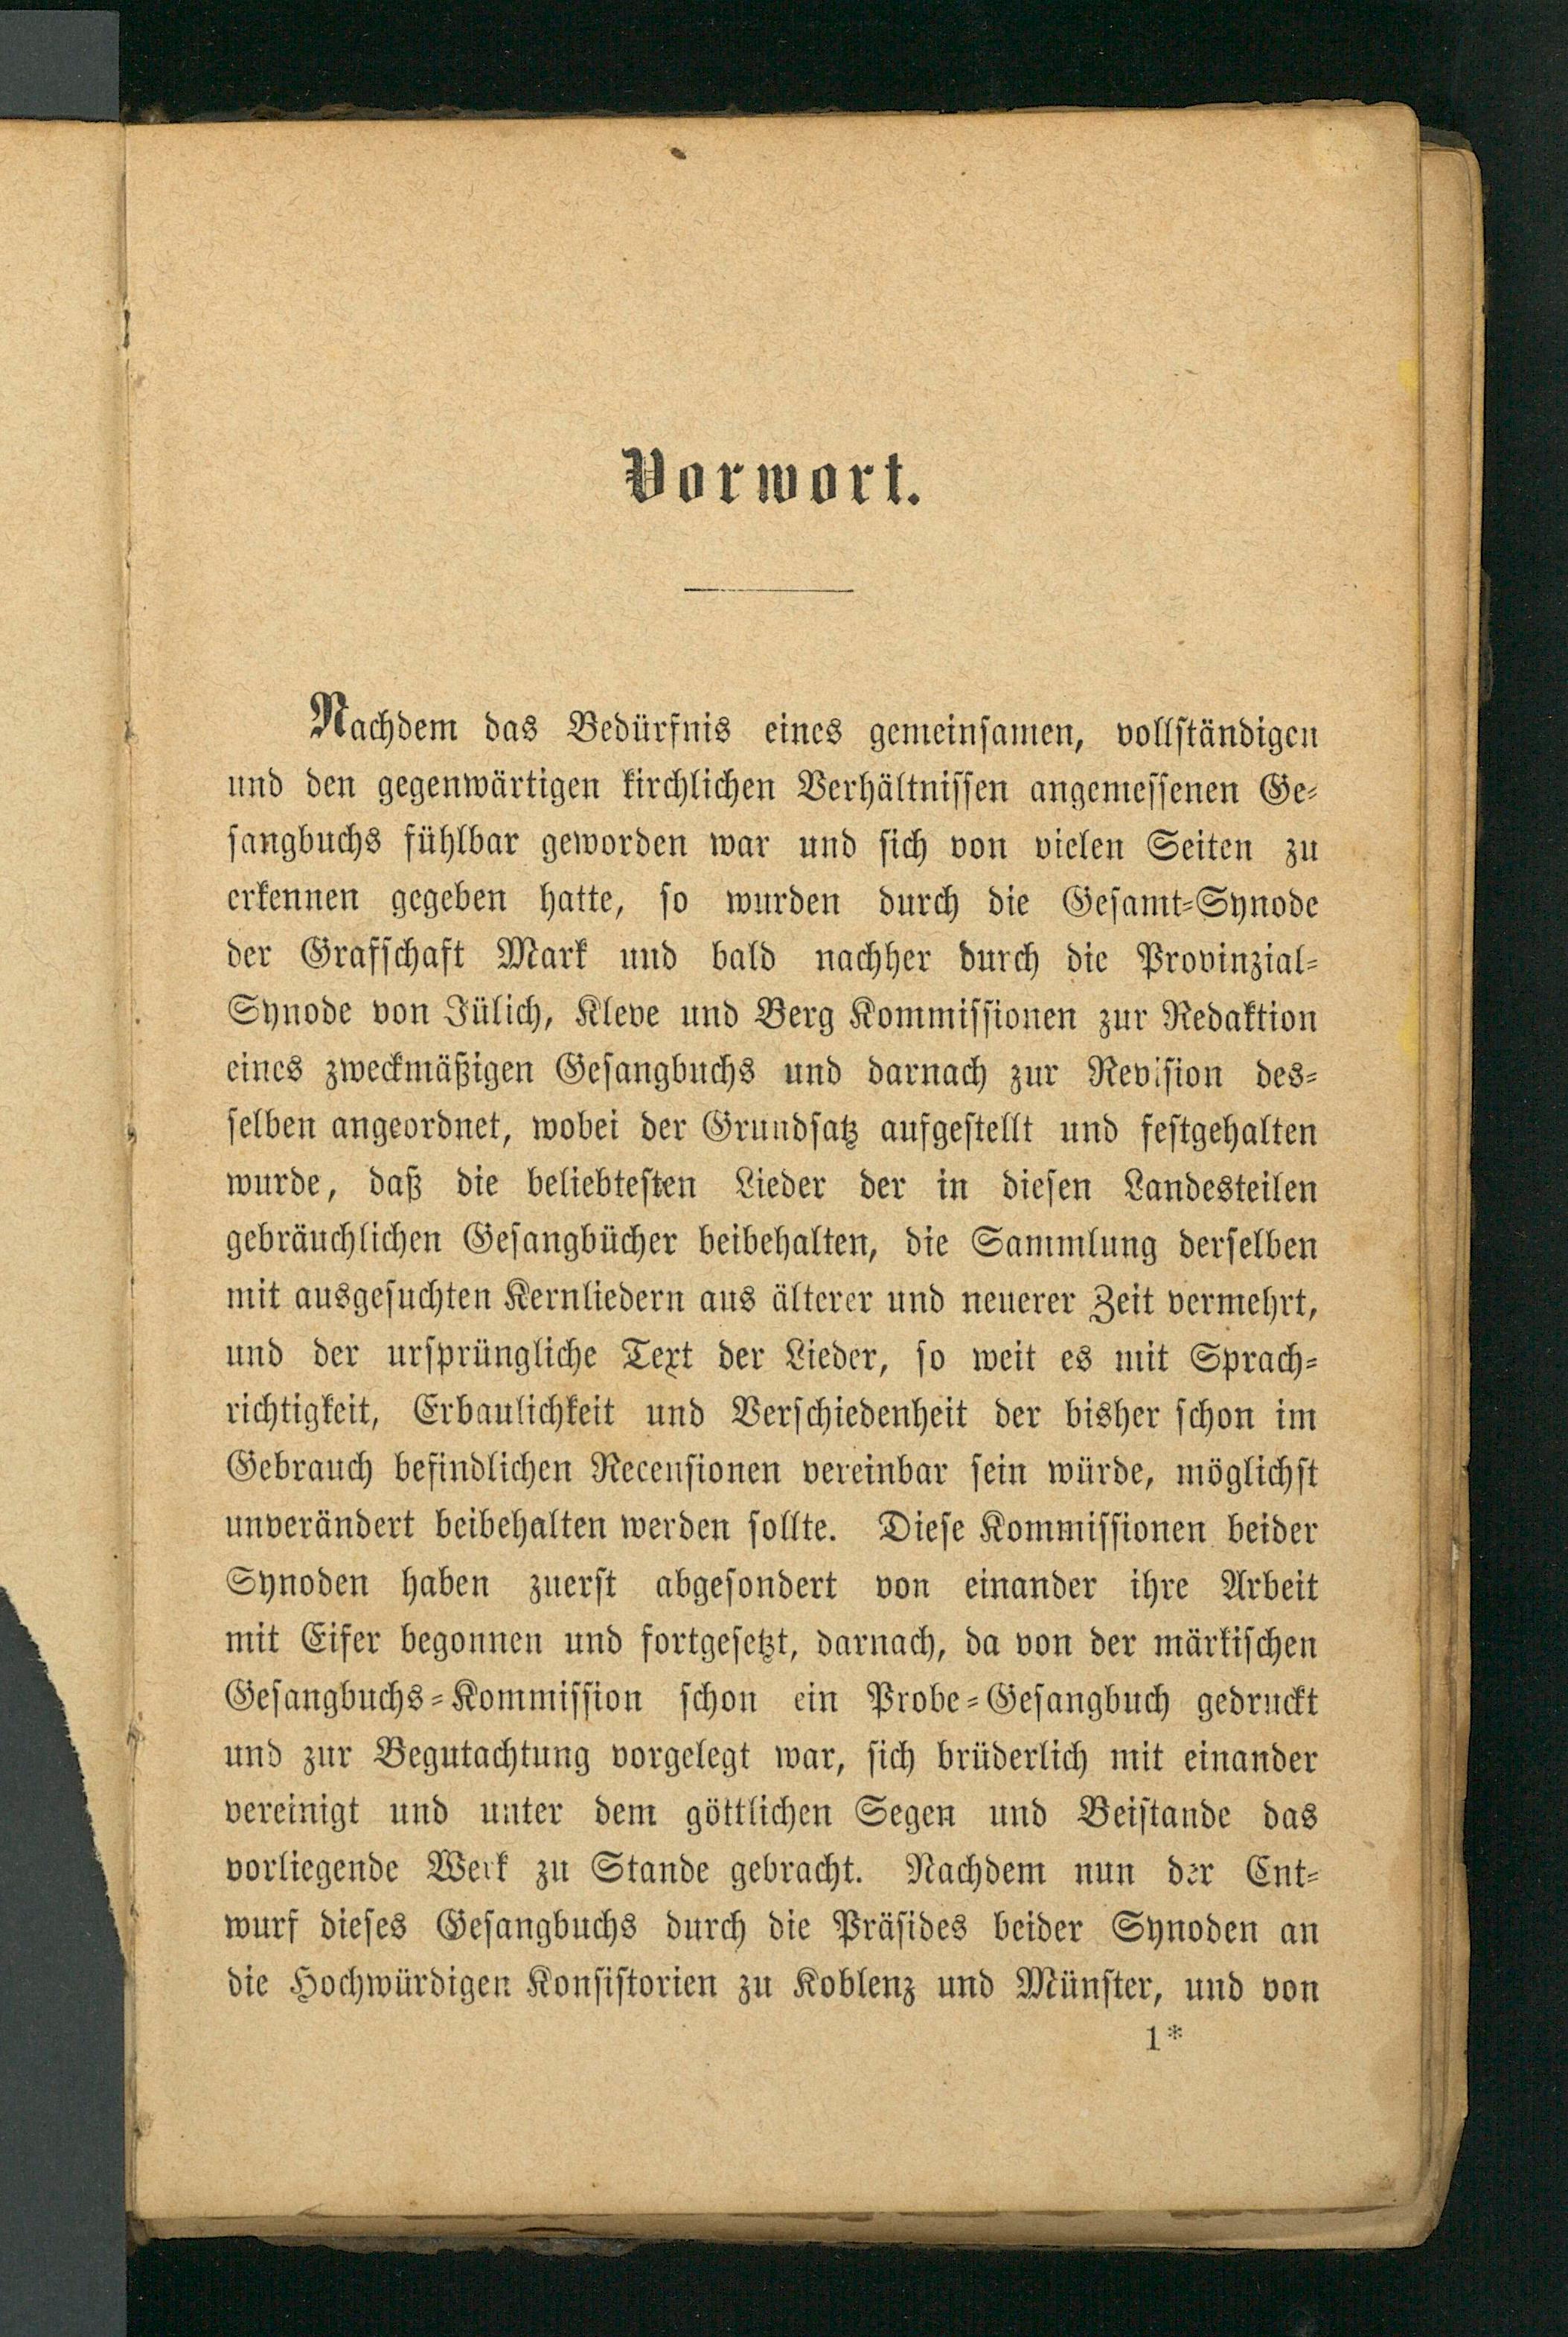 Vorwort.
Nachdem das Bedürfnis eines gemeinsamen, vollständigen
und den gegenwärtigen kirchlichen Verhältnissen angemessenen Ge-
sangbuchs fühlbar geworden war und sich von vielen Seiten zu
erkennen gegeben hatte, so wurden durch die Gesamt-Synode
der Grafschaft Mark und bald nachher durch die Provinzial-
Synode von Jülich, Kleve und Berg Kommissionen zur Redaktion
eines zweckmäßigen Gesangbuchs und darnach zur Revision des-
selben angeordnet, wobei der Grundsatz aufgestellt und festgehalten
wurde, daß die beliebtesten Lieder der in diesen Landesteilen
gebräuchlichen Gesangbücher beibehalten, die Sammlung derselben
mit ausgesuchten Kernliedern aus älterer und neuerer Zeit vermehrt,
und der ursprüngliche Text der Lieder, so weit es mit Sprach-
richtigkeit, Erbaulichkeit und Verschiedenheit der bisher schon im
Gebrauch befindlichen Recensionen vereinbar sein würde, möglichst
unverändert beibehalten werden sollte. Diese Kommissionen beider
Synoden haben zuerst abgesondert von einander ihre Arbeit
mit Eifer begonnen und fortgesetzt, darnach, da von der märkischen
Gesangbuchs-Kommission schon ein Probe-Gesangbuch gedruckt
und zur Begutachtung vorgelegt war, sich brüderlich mit einander
vereinigt und unter dem göttlichen Segen und Beistande das
vorliegende Werk zu Stande gebracht. Nachdem nun der Ent-
wurf dieses Gesangbuchs durch die Präsides beider Synoden an
die Hochwürdigen Konsistorien zu Koblenz und Münster, und von
1*